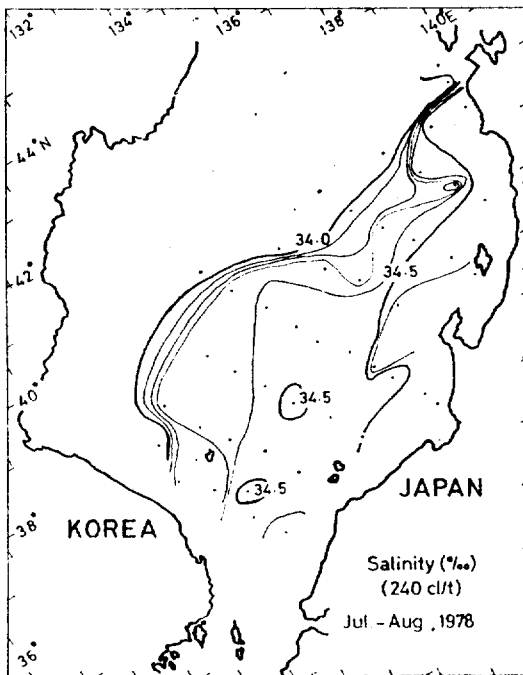 132° 134° 136° 138° 140°E
44°N
34.0
42°
34.5
40°
34.5
34.5
JAPAN
38°
KOREA
Salinity (‰)
(240 cl/t)
Jul - Aug , 1978
36°